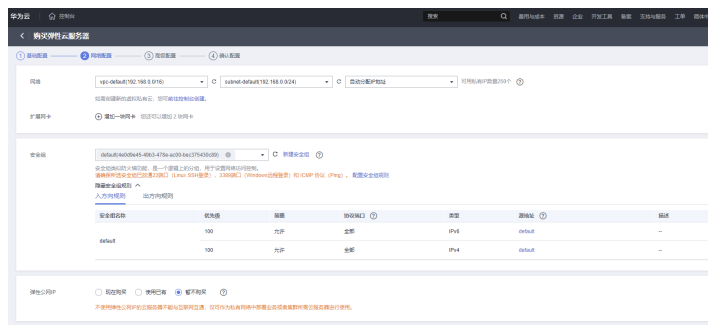 华为云 控制台 搜索 费用与成本 资源 企业 开发工具 备案 支持与服务 工单
购买弹性云服务器
1 基础配置 2 网络配置 3 高级配置 4 确认配置
网络 vpc-default(192.168.0.0/16) subnet-default(192.168.0.0/24) 自动分配IP地址 可用私有IP数量250个
如需创建新的虚拟私有云，您可前往控制台创建。
扩展网卡 增加一块网卡 您还可以增加 2 块网卡
安全组 新建安全组
安全组类似防火墙功能，是一个逻辑上的分组，用于设置网络访问控制。
请确保所选安全组已放通22端口（Linux SSH登录），3389端口（Windows远程登录）和 ICMP 协议（Ping）。 配置安全组规则
隐藏安全组规则
入方向规则 出方向规则
安全组名称 优先级 策略 协议端口 类型 源地址 描述
default
100 允许 全部 IPv6 default --
100 允许 全部 IPv4 default --
弹性公网IP 现在购买 使用已有 暂不购买
不使用弹性公网IP的云服务器不能与互联网互通，仅可作为私有网络中部署业务或者集群所需云服务器进行使用。